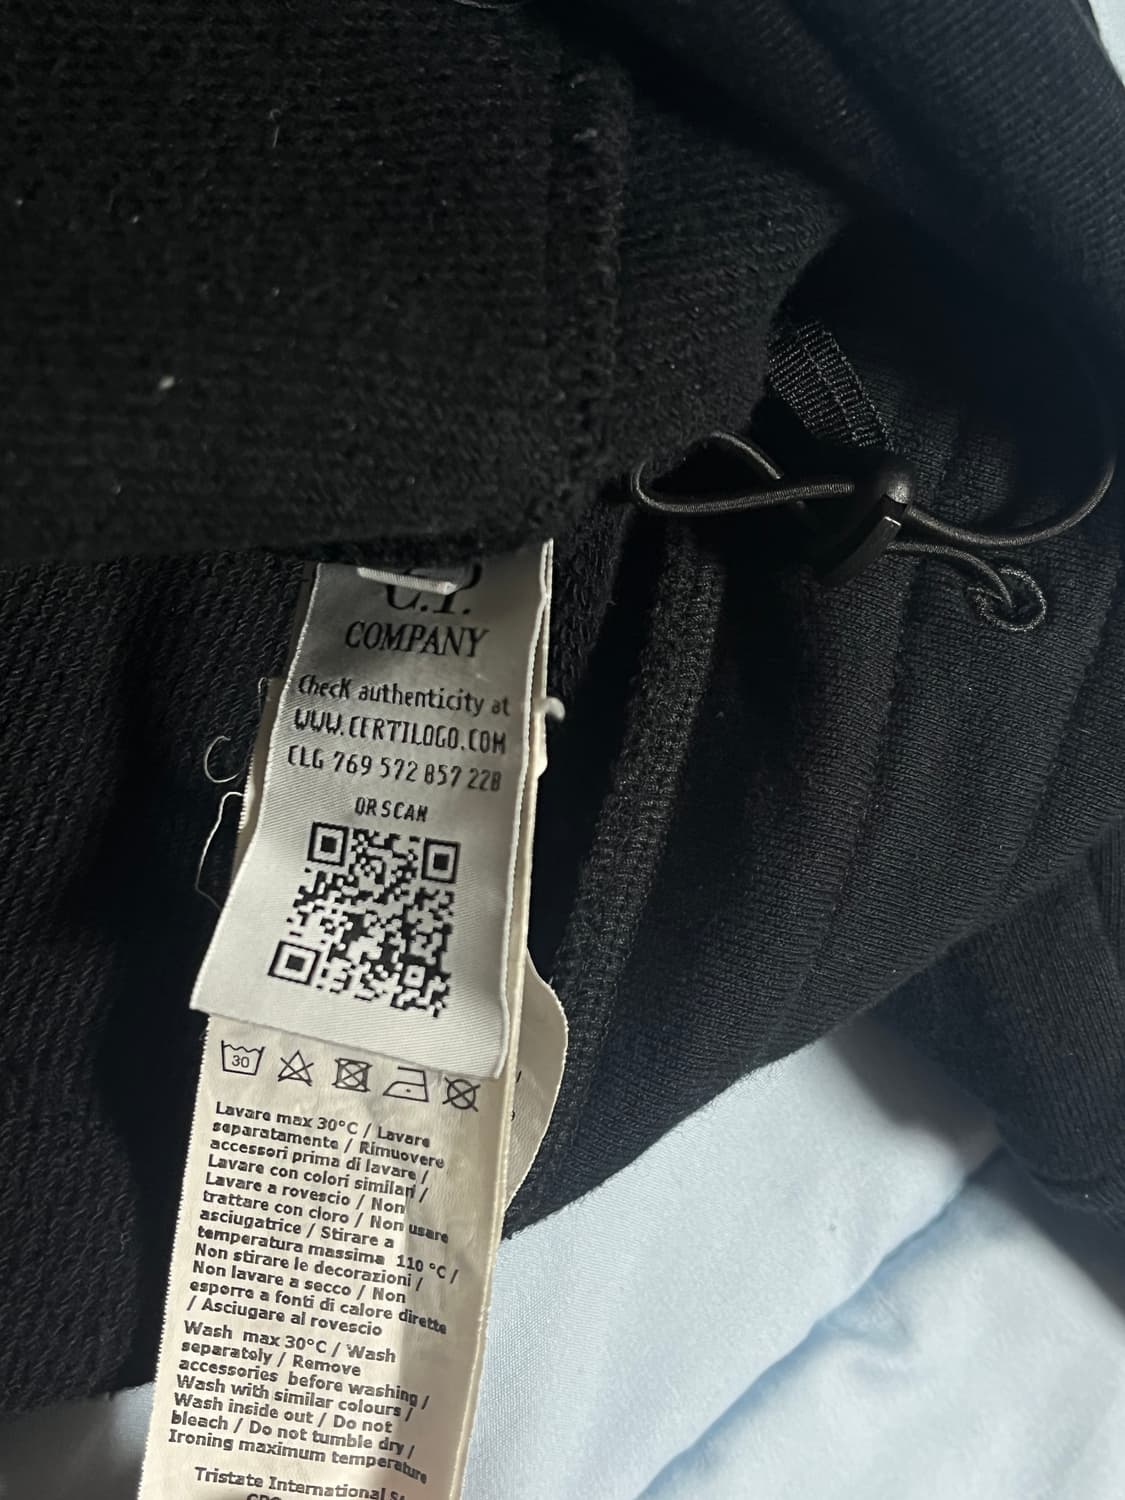 C.P.
COMPANY
Check authenticity at
WWW.CERTILOGO.COM
CLG 769 572 857 228
OR SCAN
30
Lavare max 30°C / Lavare
separatamente / Rimuovere
accessori prima di lavare /
Lavare con colori similari /
Lavare a rovescio / Non
trattare con cloro / Non usare
asciugatrice / Stirare a
temperatura massima 110 °C /
Non stirare le decorazioni /
Non lavare a secco / Non
esporre a fonti di calore dirette
/ Asciugare al rovescio
Wash max 30°C / Wash
separately / Remove
accessories before washing /
Wash with similar colours /
Wash inside out / Do not
bleach / Do not tumble dry /
Ironing maximum temperature
Tristate International